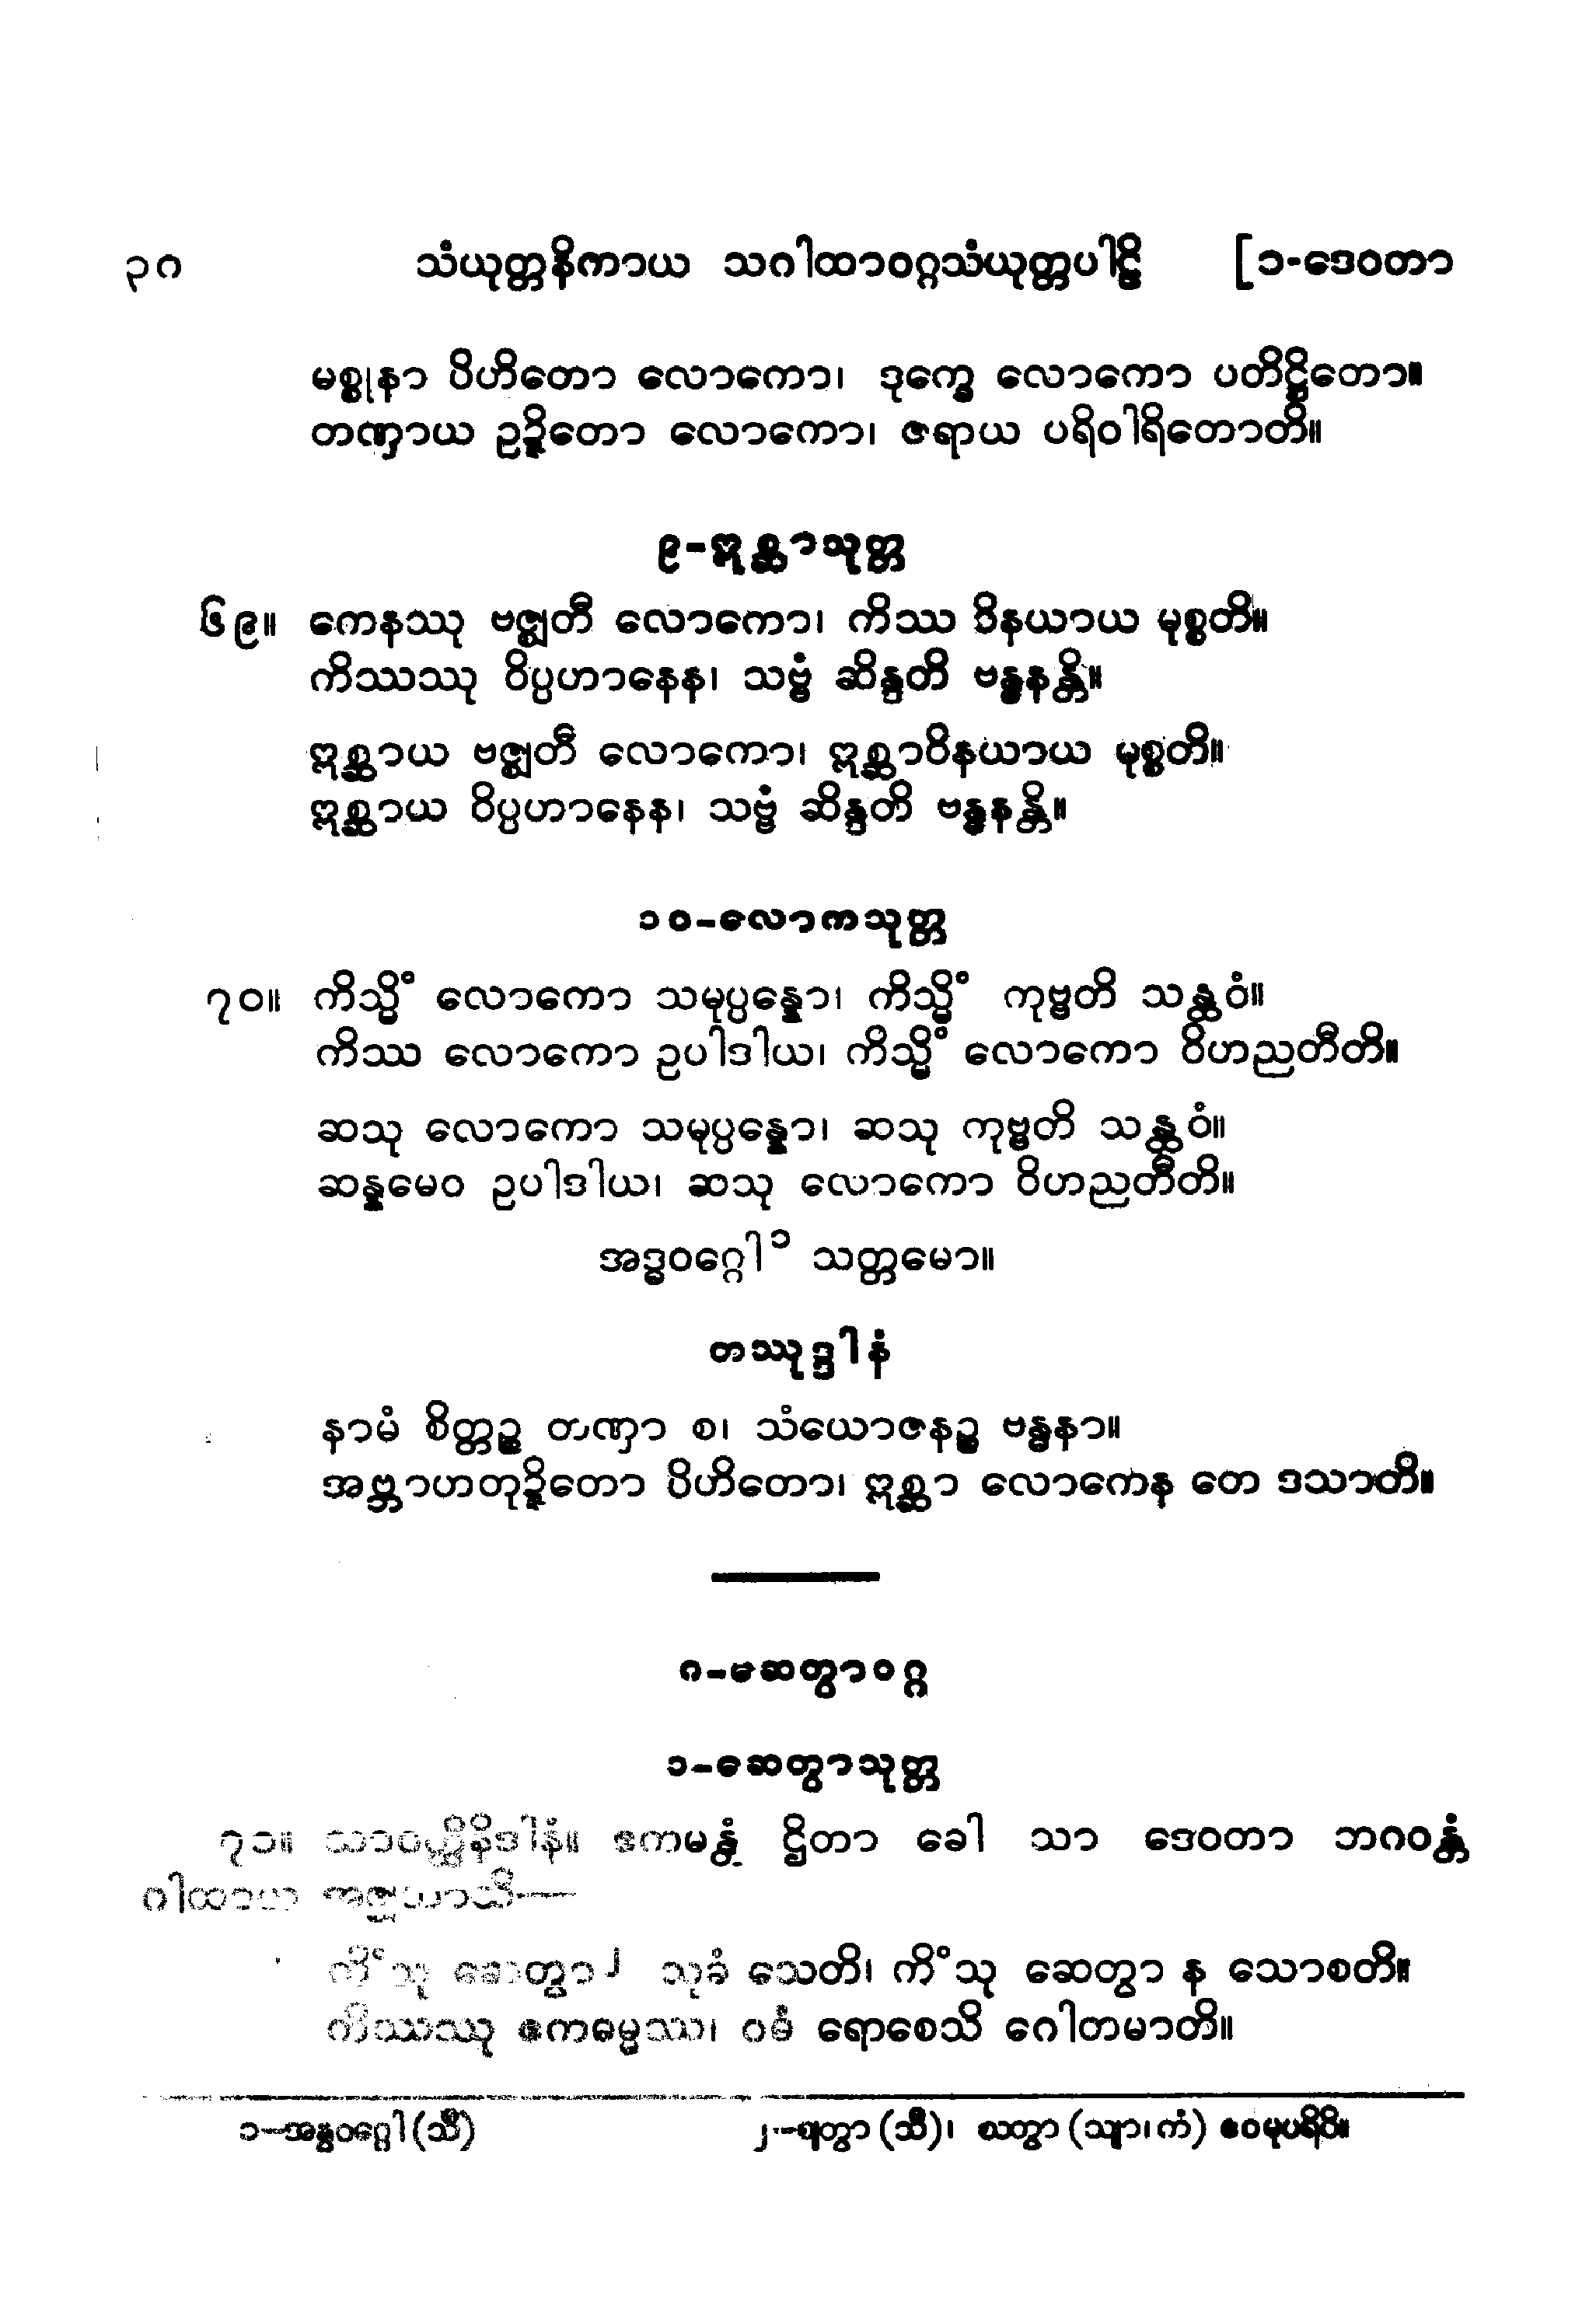 ၃၈ သံယုတ္တနိကာယ သဂါထာဝဂ္ဂသံယုတ္တပါဠိ [၁-ဒေဝတာ
မစ္စုနာ ပိဟိတော လောကော၊ ဒုက္ခေ လောကော ပတိဋ္ဌိတော။
တဏှာယ ဥဍ္ဍိတော လောကော၊ ဇရာယ ပရိဝါရိတောတိ။
၉-ဣစ္ဆာသုတ္တ
၆၉။ ကေနဿု ဗဇ္ဈတီ လောကော၊ ကိဿ ဝိနယာယ မုစ္စတိ။
ကိဿဿု ဝိပ္ပဟာနေန၊ သဗ္ဗံ ဆိန္ဒတိ ဗန္ဓနန္တိ။
ဣစ္ဆာယ ဗဇ္ဈတီ လောကော၊ ဣစ္ဆာဝိနယာယ မုစ္စတိ။
ဣစ္ဆာယ ဝိပ္ပဟာနေန၊ သဗ္ဗံ ဆိန္ဒတိ ဗန္ဓနန္တိ။
၁၀-လောကသုတ္တ
၇၀။ ကိသ္မိံ လောကော သမုပ္ပန္နော၊ ကိသ္မိံ ကုဗ္ဗတိ သန္ထဝံ။
ကိဿ လောကော ဥပါဒါယ၊ ကိသ္မိံ လောကော ဝိဟညတီတိ။
ဆသု လောကော သမုပ္ပန္နော၊ ဆသု ကုဗ္ဗတိ သန္ထဝံ။
ဆန္နမေဝ ဥပါဒါယ၊ ဆသု လောကော ဝိဟညတီတိ။
အဒ္ဓဝဂ္ဂေါ၁ သတ္တမော။
တဿုဒ္ဒါနံ
နာမံ စိတ္တဉ္စ တဏှာ စ၊ သံယောဇနဉ္စ ဗန္ဓနာ။
အဗ္ဘာဟတုဍ္ဍိတော ပိဟိတော၊ ဣစ္ဆာ လောကေန တေ ဒသာတိ။
၈-ဆေတွာဝဂ္ဂ
၁-ဆေတွာသုတ္တ
၇၁။ သာဝတ္ထိနိဒါနံ။ ဧကမန္တံ ဌိတာ ခေါ သာ ဒေဝတာ ဘဂဝန္တံ
ဂါထာယ အဇ္ဈဘာသိ—
ကိံသု ဆေတွာ၂ သုခံ သေတိ၊ ကိံသု ဆေတွာ န သောစတိ။
ကိဿဿု ဧကဓမ္မဿ၊ ဝဓံ ရောစေသိ ဂေါတမာတိ။
၁—အန္ဓဝဂ္ဂေါ (သီ) ၂—ဈတွာ (သီ)၊ ဃတွာ (သျာ၊ ကံ) ဧဝမုပရိပိ။